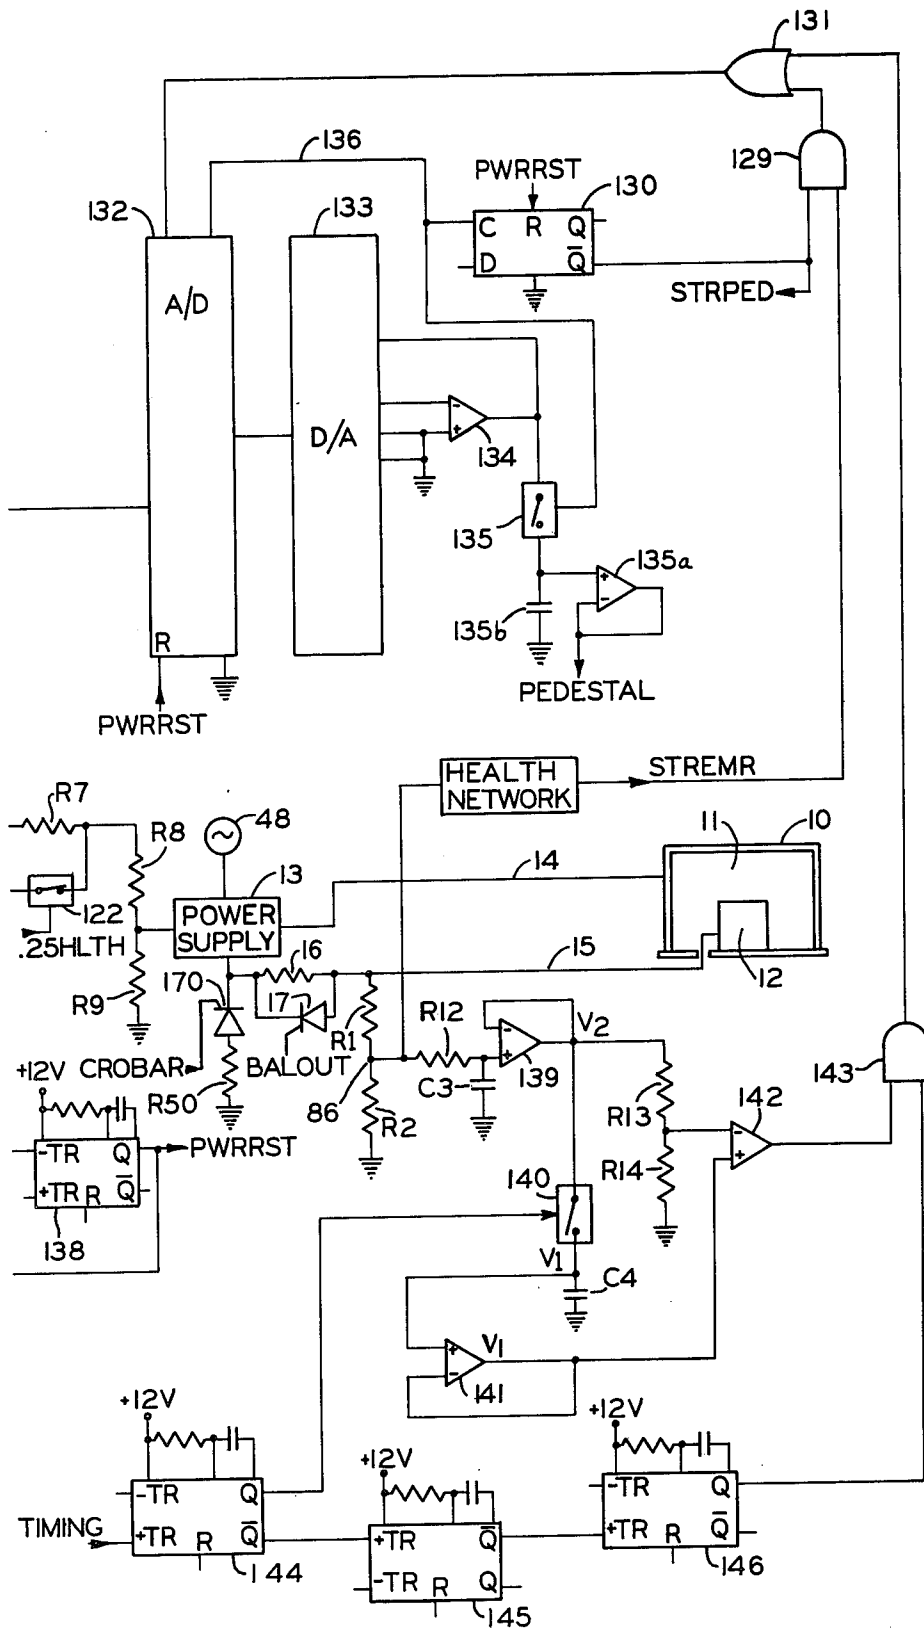 131
136
PWRRST
130
129
132
133
C R Q
D Q̅
A/D
STRPED
D/A
-
+
134
135
135a
+
-
135b
R
PEDESTAL
PWRRST
HEALTH
NETWORK
STREMR
R7
R8
48
11
10
13
14
122
POWER
SUPPLY
.25HLTH
16
15
12
R9
170
17
R1
R12
-
+
V2
139
+12V
CROBAR
BALOUT
C3
143
R50
86
R2
R13
142
-TR Q
PWRRST
R14
-
+
+TR R Q̅
140
138
V1
C4
+
-
V1
141
+12V
+12V
+12V
-TR Q
-TR Q
TIMING
+TR R Q̅
+TR Q̅
+TR R Q̅
144
-TR R Q
146
145